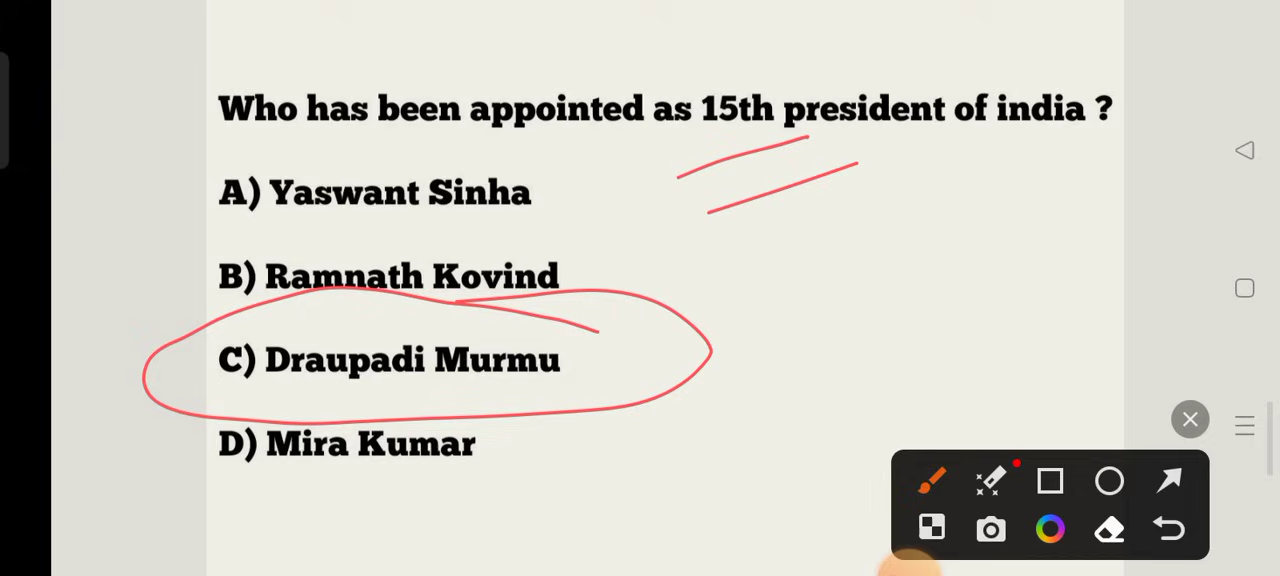 Who has been appointed as 15th president of india ?
A) Yaswant Sinha
B) Ramnath Kovind
C) Draupadi Murmu
D) Mira Kumar